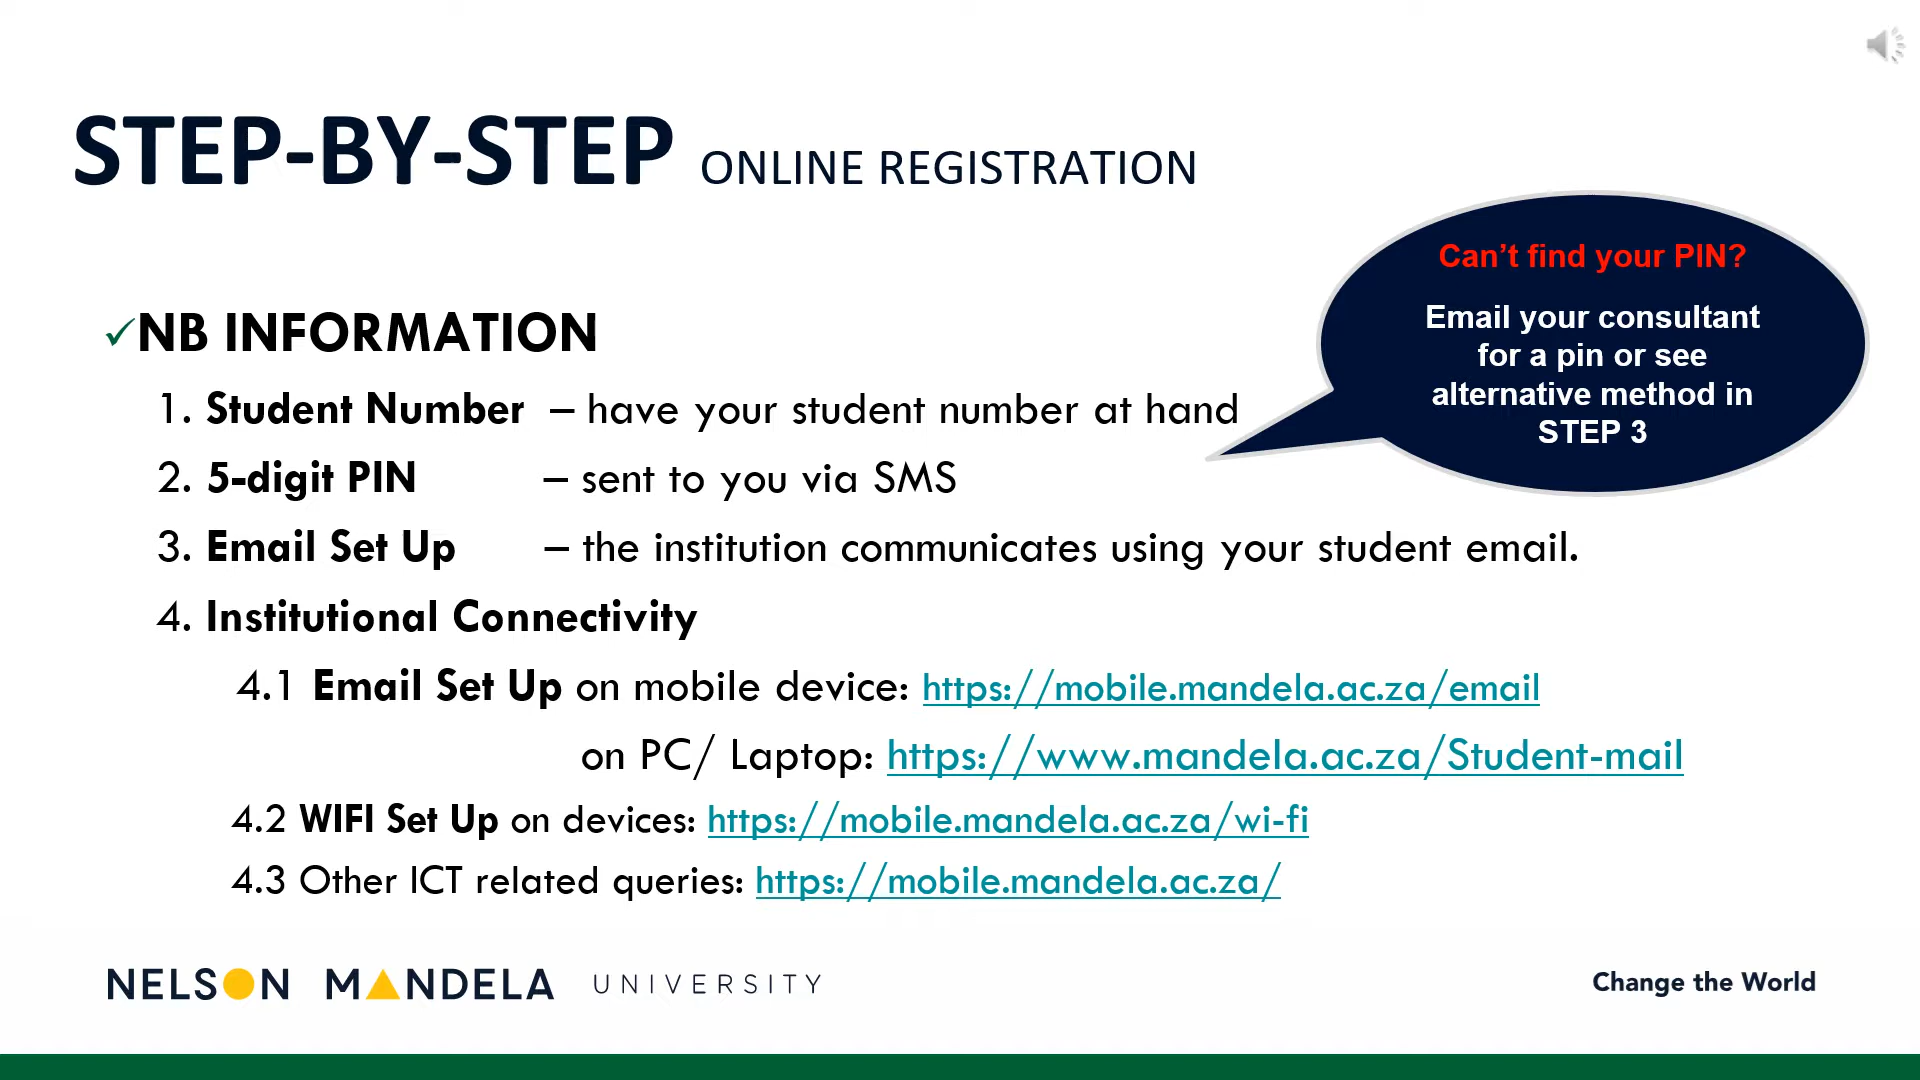 STEP-BY-STEP ONLINE REGISTRATION
Can’t find your PIN?
Email your consultant
for a pin or see
alternative method in
STEP 3
✓NB INFORMATION
1. Student Number – have your student number at hand
2. 5-digit PIN – sent to you via SMS
3. Email Set Up – the institution communicates using your student email.
4. Institutional Connectivity
4.1 Email Set Up on mobile device: https://mobile.mandela.ac.za/email
on PC/ Laptop: https://www.mandela.ac.za/Student-mail
4.2 WIFI Set Up on devices: https://mobile.mandela.ac.za/wi-fi
4.3 Other ICT related queries: https://mobile.mandela.ac.za/
NELSON MANDELA UNIVERSITY
Change the World